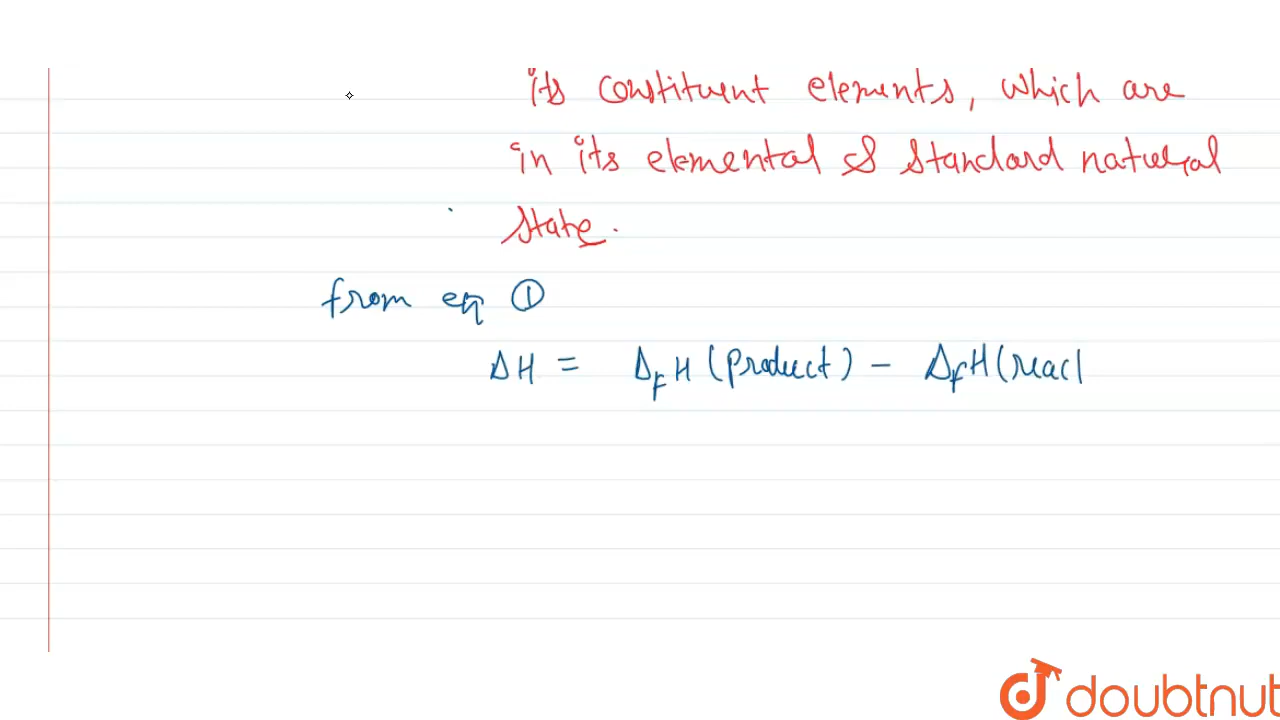 its constituent elements, which are
in its elemental & standard natural
state.
from eq ①
ΔH = ΔfH (product) - ΔfH (reac
doubtnut